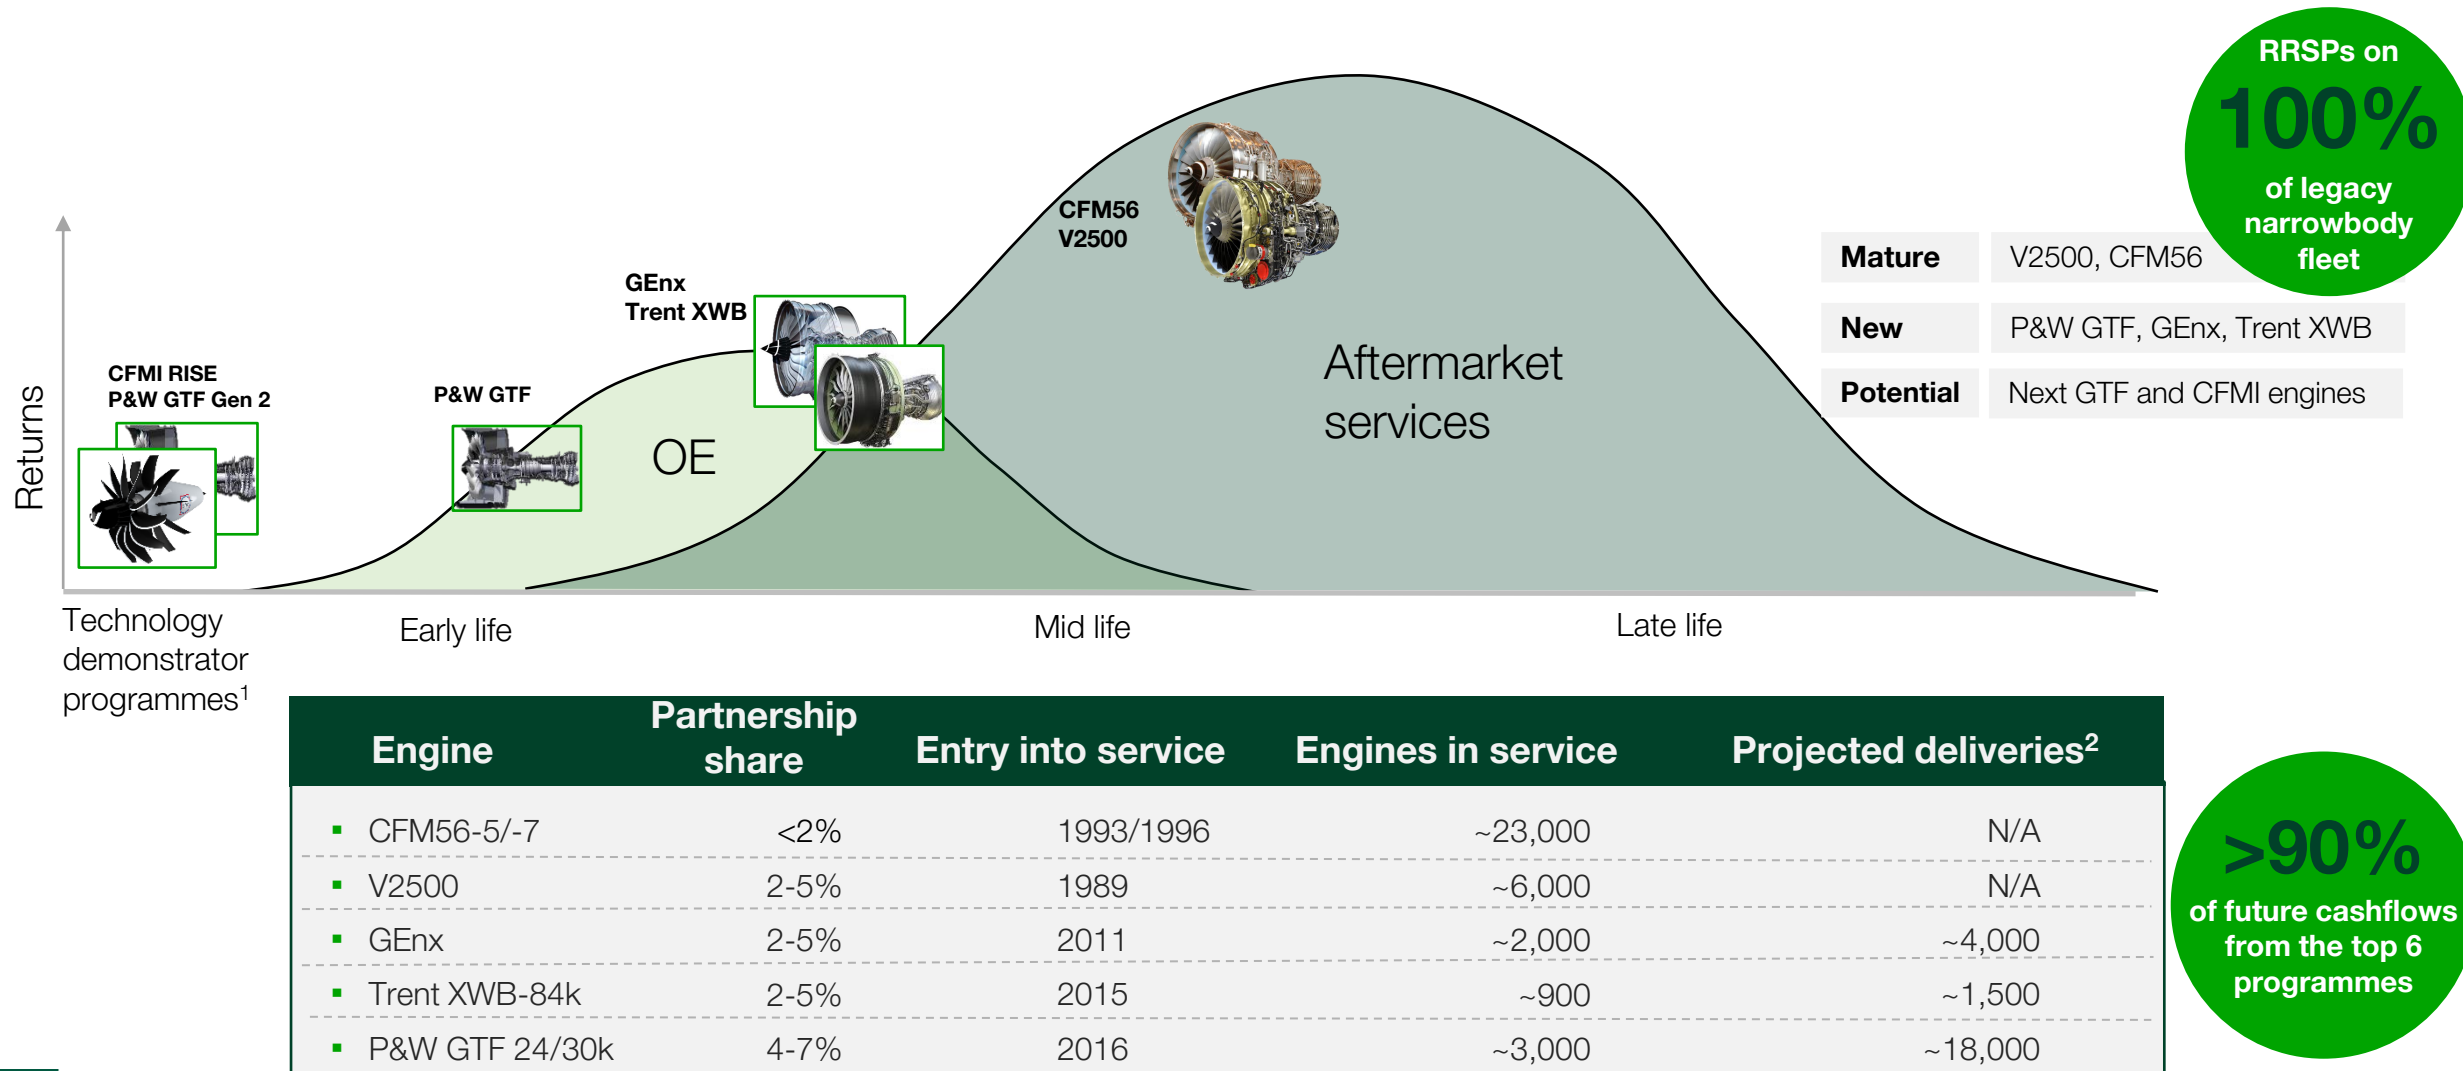 RRSPs on
100%
of legacy
narrowbody
fleet
CFM56
V2500
GEnx
Trent XWB
CFMI RISE
P&W GTF Gen 2
P&W GTF
OE
Aftermarket
services
Returns
Mature V2500, CFM56
New P&W GTF, GEnx, Trent XWB
Potential Next GTF and CFMI engines
Technology
demonstrator
programmes¹
Early life
Mid life
Late life
Engine Partnership share Entry into service Engines in service Projected deliveries²
▪ CFM56-5/-7 <2% 1993/1996 ~23,000 N/A
▪ V2500 2-5% 1989 ~6,000 N/A
▪ GEnx 2-5% 2011 ~2,000 ~4,000
▪ Trent XWB-84k 2-5% 2015 ~900 ~1,500
▪ P&W GTF 24/30k 4-7% 2016 ~3,000 ~18,000
>90%
of future cashflows
from the top 6
programmes